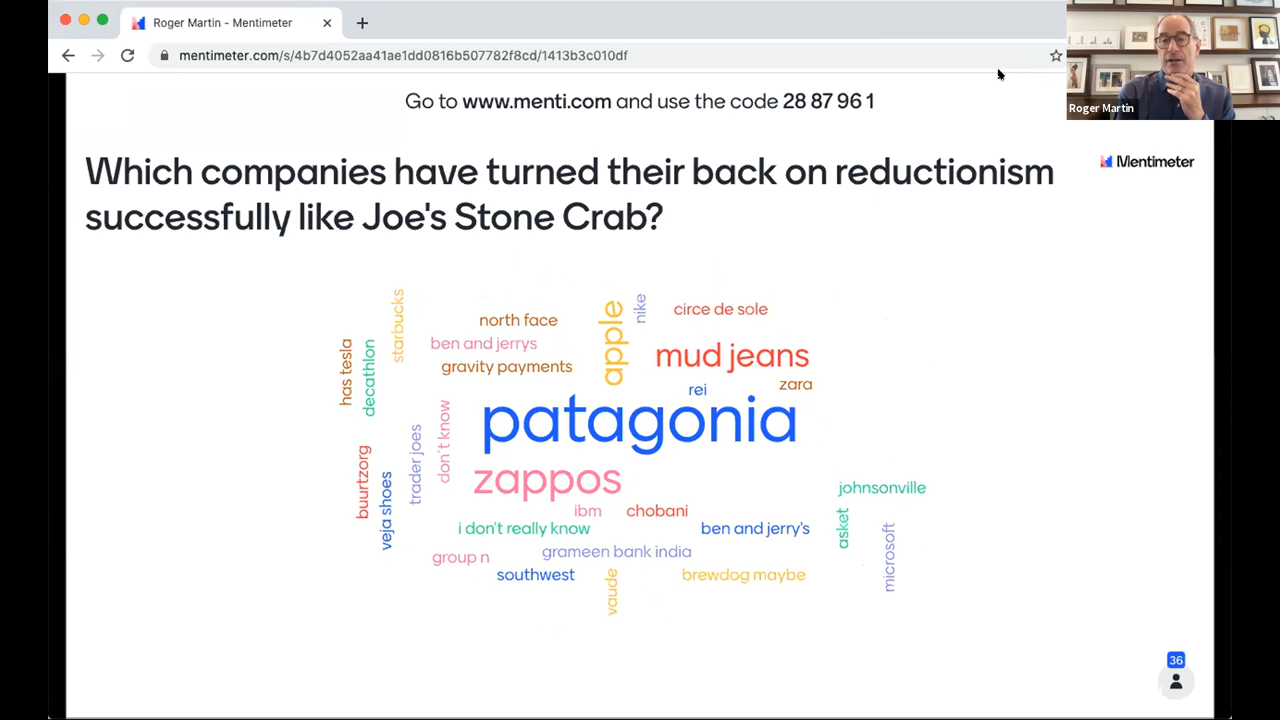 Roger Martin - Mentimeter
mentimeter.com/s/4b7d4052aa41ae1dd0816b507782f8cd/1413b3c010df
Roger Martin
Go to www.menti.com and use the code 28 87 96 1
Mentimeter
Which companies have turned their back on reductionism
successfully like Joe's Stone Crab?
starbucks
north face
apple
nike
circe de sole
has tesla
decathlon
ben and jerrys
gravity payments
mud jeans
rei
zara
patagonia
don´t know
trader joes
buurtzorg
veja shoes
zappos
johnsonville
ibm
chobani
i don't really know
ben and jerry's
asket
microsoft
group n
grameen bank india
southwest
vaude
brewdog maybe
36